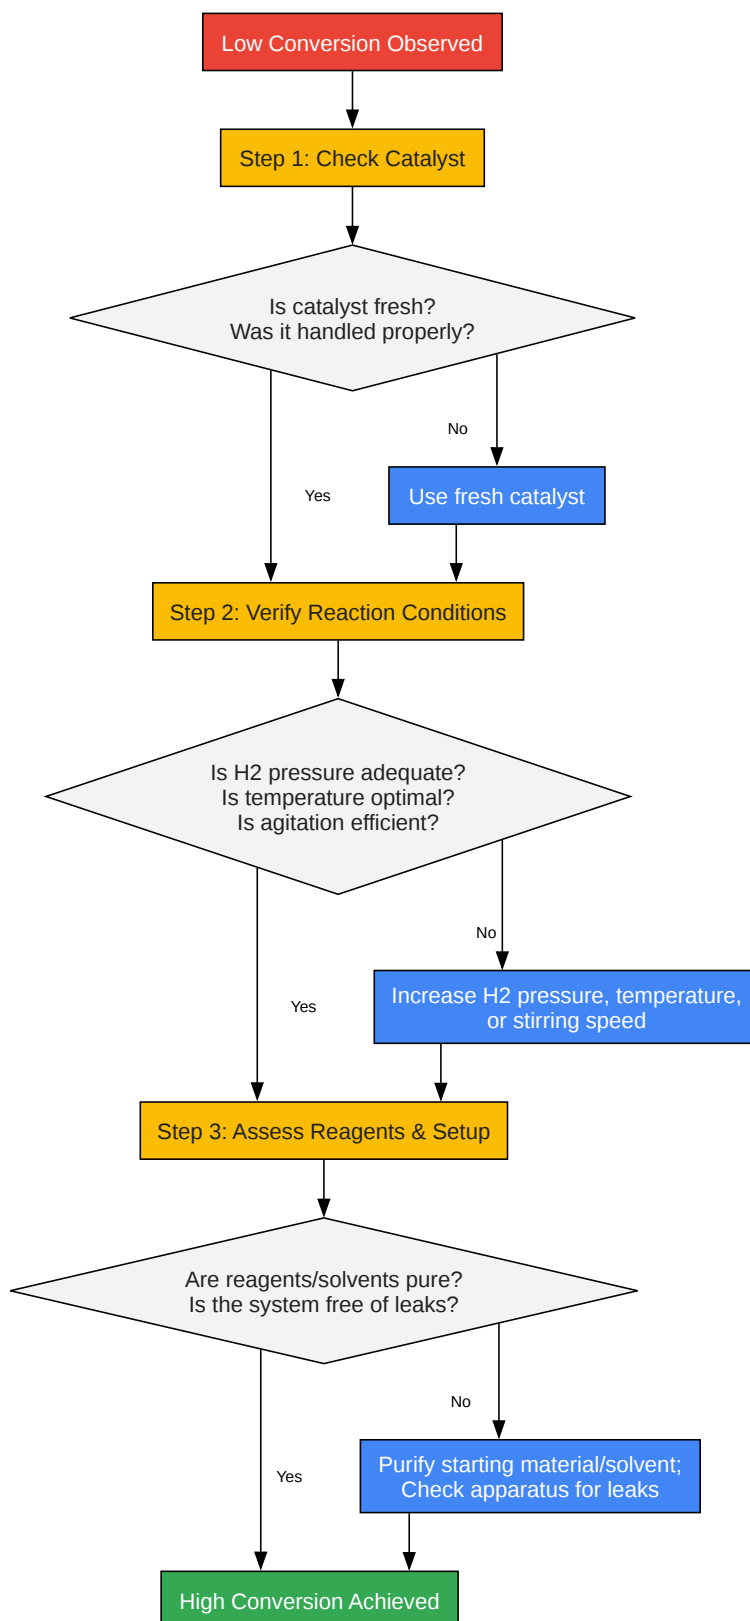 Low Conversion Observed
Step 1: Check Catalyst
Is catalyst fresh?
Was it handled properly?
No
Yes
Use fresh catalyst
Step 2: Verify Reaction Conditions
Is H2 pressure adequate?
Is temperature optimal?
Is agitation efficient?
No
Yes
Increase H2 pressure, temperature,
or stirring speed
Step 3: Assess Reagents & Setup
Are reagents/solvents pure?
Is the system free of leaks?
No
Yes
Purify starting material/solvent;
Check apparatus for leaks
High Conversion Achieved